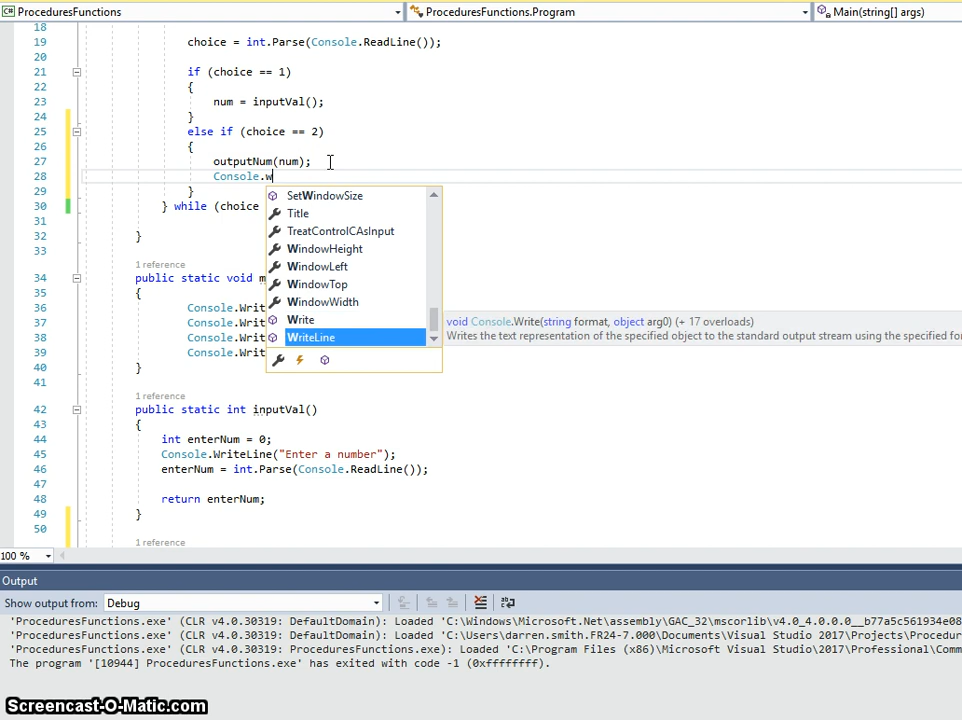 ProceduresFunctions ProceduresFunctions.Program Main(string[] args)
18
19 choice = int.Parse(Console.ReadLine());
20
21 if (choice == 1)
22 {
23 num = inputVal();
24 }
25 else if (choice == 2)
26 {
27 outputNum(num);
28 Console.w
29 }
30 } while (choice
31
32 }
33
SetWindowSize
Title
TreatControlCAsInput
WindowHeight
WindowLeft
WindowTop
WindowWidth
Write
WriteLine
void Console.Write(string format, object arg0) (+ 17 overloads)
Writes the text representation of the specified object to the standard output stream using the specified fo
1 reference
34 public static void m
35 {
36 Console.Writ
37 Console.Writ
38 Console.Writ
39 Console.Writ
40 }
41
1 reference
42 public static int inputVal()
43 {
44 int enterNum = 0;
45 Console.WriteLine("Enter a number");
46 enterNum = int.Parse(Console.ReadLine());
47
48 return enterNum;
49 }
50
1 reference
100 %
Output
Show output from: Debug
'ProceduresFunctions.exe' (CLR v4.0.30319: DefaultDomain): Loaded 'C:\Windows\Microsoft.Net\assembly\GAC_32\mscorlib\v4.0_4.0.0.0__b77a5c561934e08
'ProceduresFunctions.exe' (CLR v4.0.30319: DefaultDomain): Loaded 'C:\Users\darren.smith.FR24-7.000\Documents\Visual Studio 2017\Projects\Procedur
'ProceduresFunctions.exe' (CLR v4.0.30319: ProceduresFunctions.exe): Loaded 'C:\Program Files (x86)\Microsoft Visual Studio\2017\Professional\Comm
The program '[10944] ProceduresFunctions.exe' has exited with code -1 (0xffffffff).
Screencast-O-Matic.com